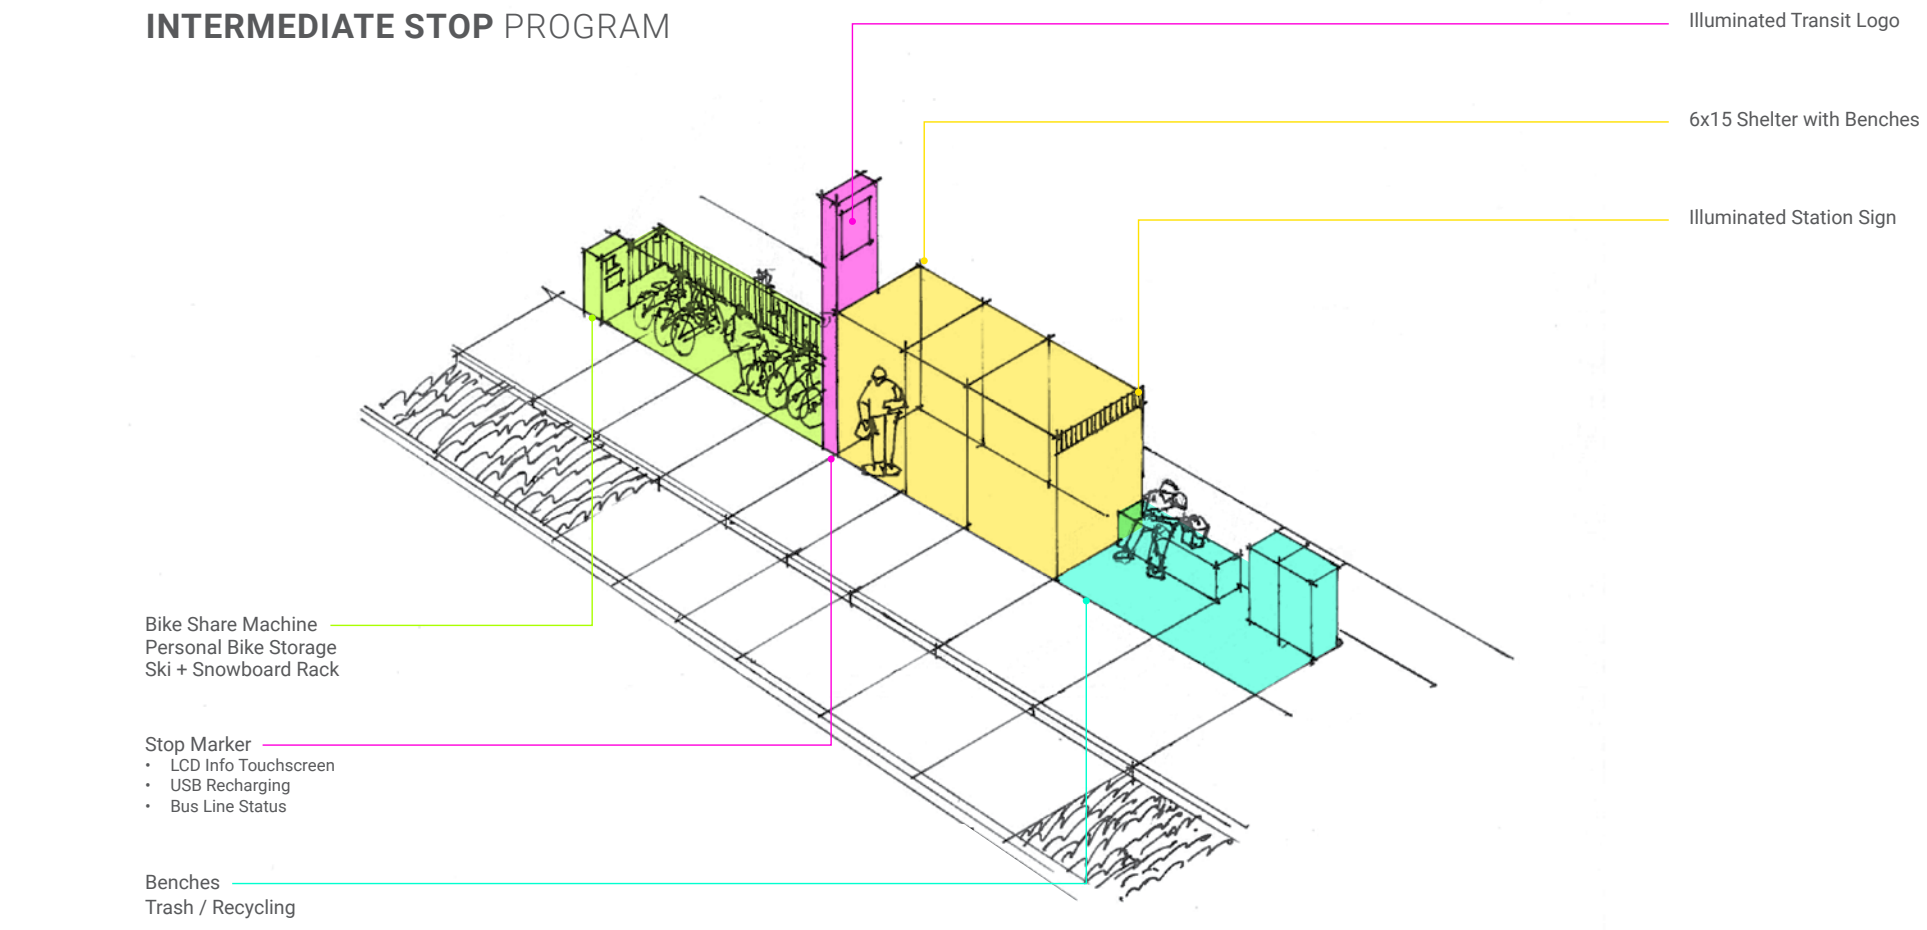 INTERMEDIATE STOP PROGRAM
Illuminated Transit Logo
6x15 Shelter with Benches
Illuminated Station Sign
Bike Share Machine
Personal Bike Storage
Ski + Snowboard Rack
Stop Marker
• LCD Info Touchscreen
• USB Recharging
• Bus Line Status
Benches
Trash / Recycling